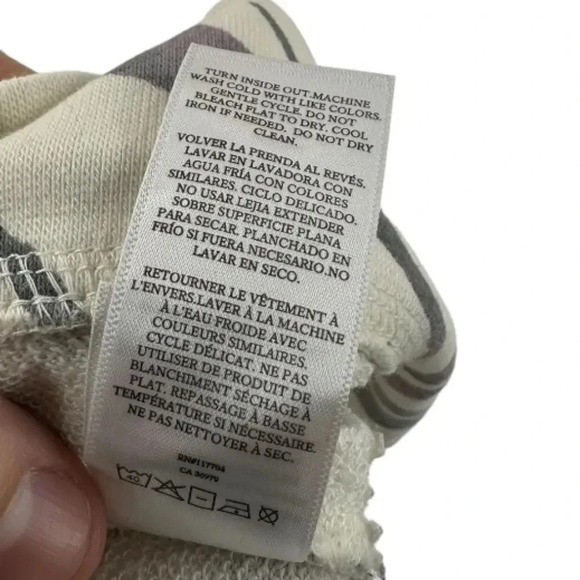 TURN INSIDE OUT.MACHINE
WASH COLD WITH LIKE COLORS.
GENTLE CYCLE. DO NOT
BLEACH FLAT TO DRY. COOL
IRON IF NEEDED. DO NOT DRY
CLEAN.
VOLVER LA PRENDA AL REVÉS.
LAVAR EN LAVADORA CON
AGUA FRÍA CON COLORES
SIMILARES. CICLO DELICADO.
NO USAR LEJIA EXTENDER
SOBRE SUPERFICIE PLANA
PARA SECAR. PLANCHADO EN
FRÍO SI FUERA NECESARIO.NO
LAVAR EN SECO.
RETOURNER LE VÊTEMENT À
L'ENVERS.LAVER À LA MACHINE
À L'EAU FROIDE AVEC
COULEURS SIMILAIRES.
CYCLE DÉLICAT. NE PAS
UTILISER DE PRODUIT DE
BLANCHIMENT SÉCHAGE À
PLAT. REPASSAGE À BASSE
TEMPÉRATURE SI NÉCESSAIRE.
NE PAS NETTOYER À SEC.
RN#117704
CA 36979
40